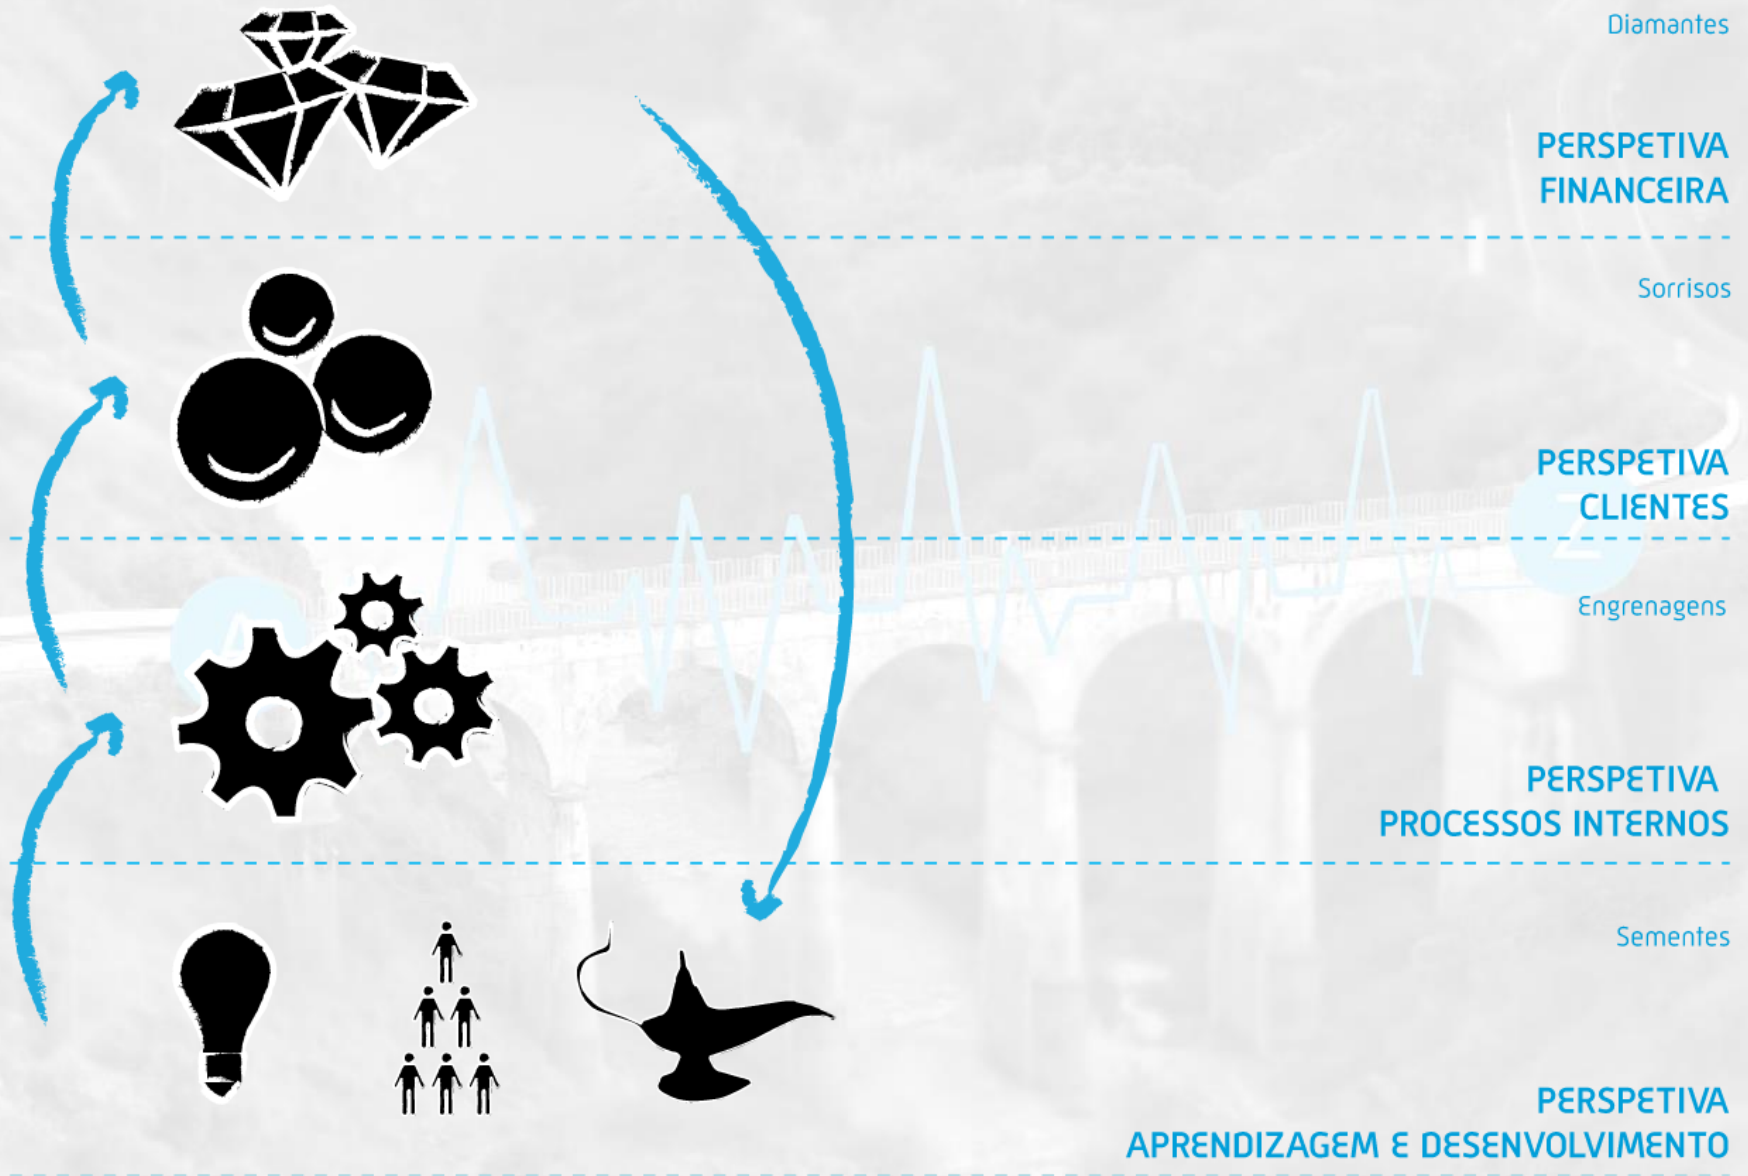 Diamantes
PERSPETIVA
FINANCEIRA
Sorrisos
PERSPETIVA
CLIENTES
Z
Engrenagens
A
PERSPETIVA
PROCESSOS INTERNOS
Sementes
PERSPETIVA
APRENDIZAGEM E DESENVOLVIMENTO